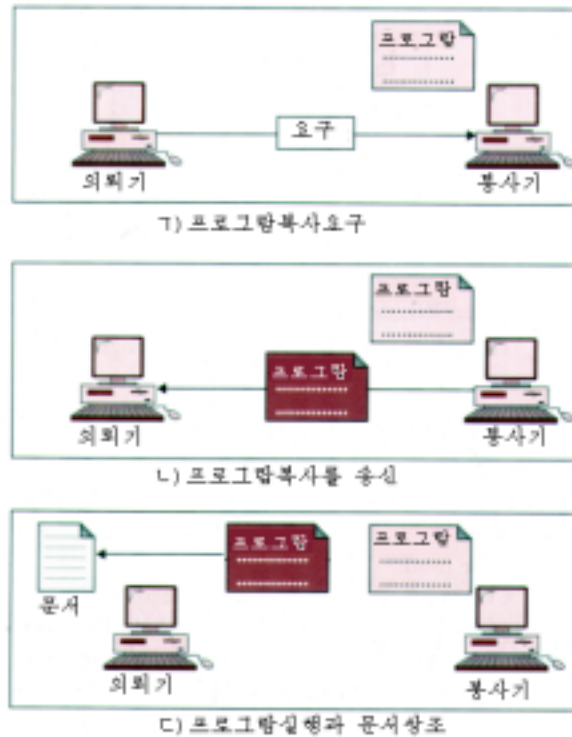 프로그람
요구
의뢰기
봉사기
ㄱ) 프로그람복사요구
프로그람
프로그람
의뢰기
봉사기
ㄴ) 프로그람복사를 송신
프로그람
프로그람
문서
의뢰기
봉사기
ㄷ) 프로그람실행과 문서창조